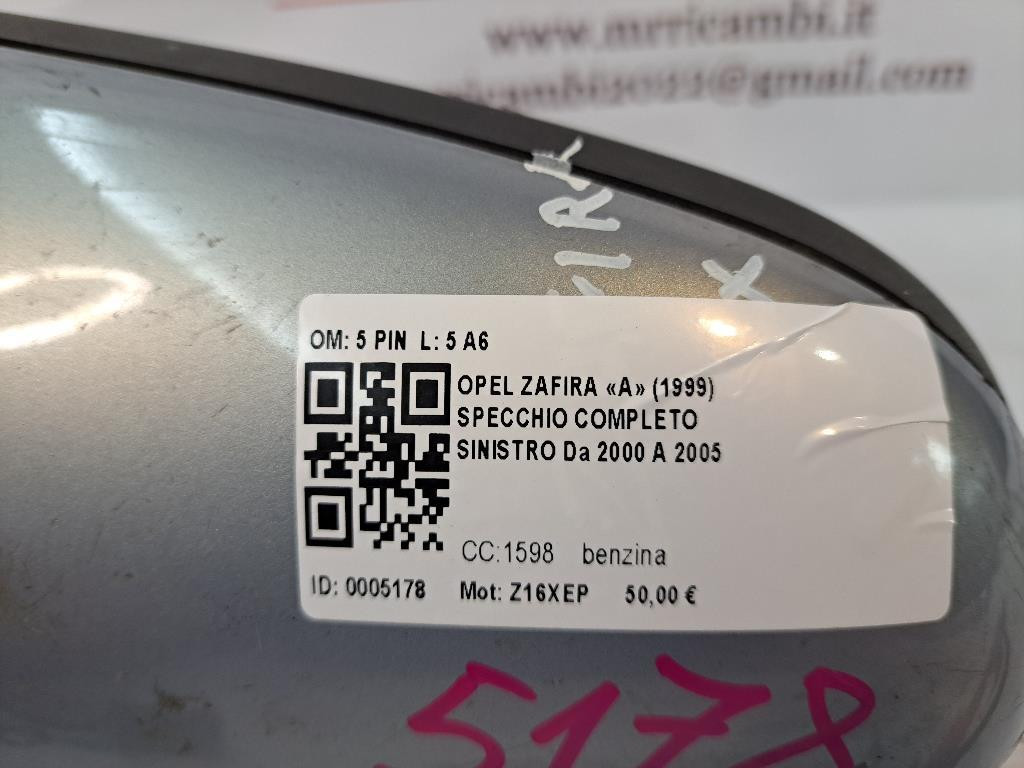 www.mrricambi.it
ricambi2022@gmail.com
OM: 5 PIN L: 5 A6
OPEL ZAFIRA «A» (1999)
SPECCHIO COMPLETO
SINISTRO Da 2000 A 2005
CC:1598 benzina
ID: 0005178 Mot: Z16XEP 50,00 €
5178